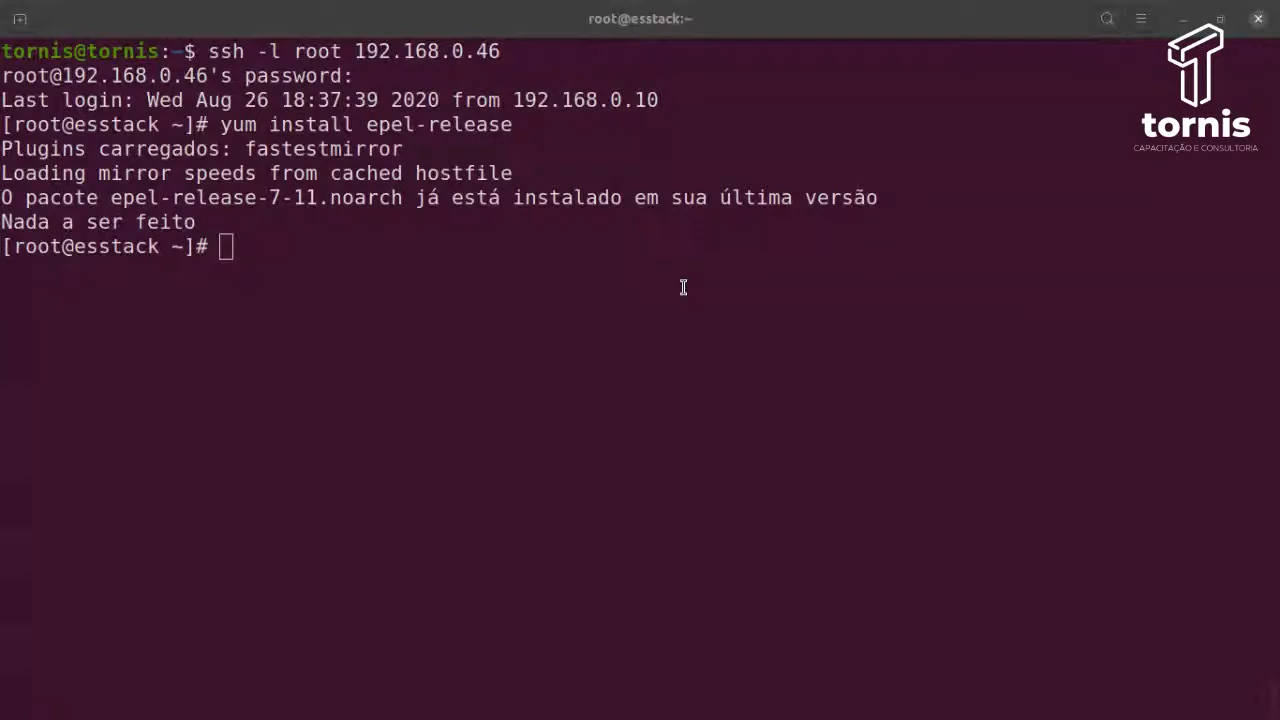 root@esstack:~
tornis@tornis:~$ ssh -l root 192.168.0.46
root@192.168.0.46's password:
Last login: Wed Aug 26 18:37:39 2020 from 192.168.0.10
[root@esstack ~]# yum install epel-release
Plugins carregados: fastestmirror
Loading mirror speeds from cached hostfile
O pacote epel-release-7-11.noarch já está instalado em sua última versão
Nada a ser feito
[root@esstack ~]#
tornis
CAPACITAÇÃO E CONSULTORIA